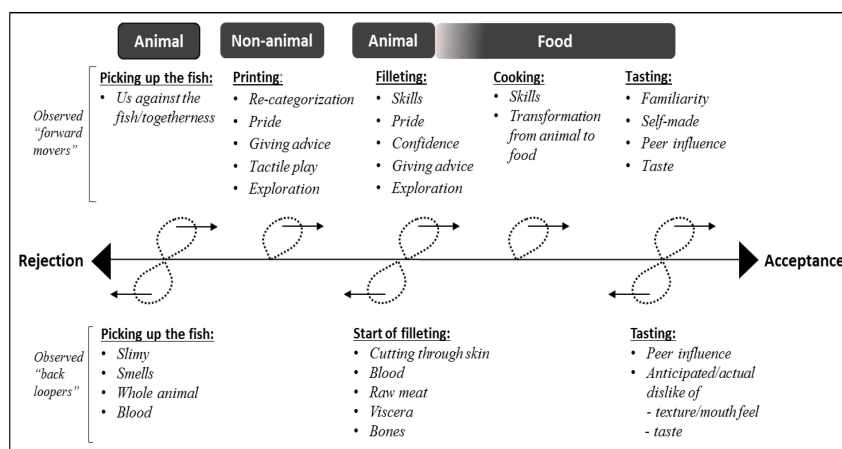 Animal
Non-animal
Animal
Food
Observed
“forward
movers”
Picking up the fish:
• Us against the
fish/togetherness
Printing:
• Re-categorization
• Pride
• Giving advice
• Tactile play
• Exploration
Filleting:
• Skills
• Pride
• Confidence
• Giving advice
• Exploration
Cooking:
• Skills
• Transformation
from animal to
food
Tasting:
• Familiarity
• Self-made
• Peer influence
• Taste
Rejection
Acceptance
Observed
“back
loopers”
Picking up the fish:
• Slimy
• Smells
• Whole animal
• Blood
Start of filleting:
• Cutting through skin
• Blood
• Raw meat
• Viscera
• Bones
Tasting:
• Peer influence
• Anticipated/actual
dislike of
- texture/mouth feel
- taste